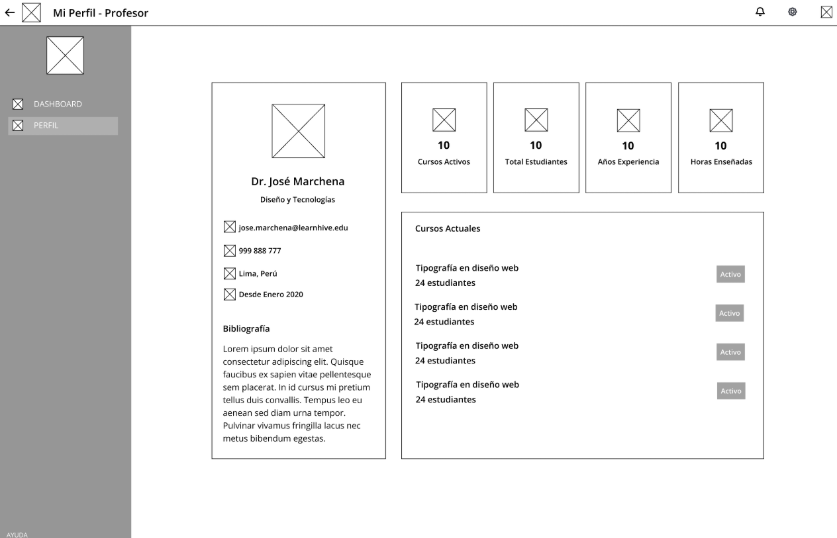 Mi Perfil - Profesor
DASHBOARD
PERFIL
AYUDA
Dr. José Marchena
Diseño y Tecnologías
jose.marchena@learnhive.edu
999 888 777
Lima, Perú
Desde Enero 2020
Bibliografía
Lorem ipsum dolor sit amet
consectetur adipiscing elit. Quisque
faucibus ex sapien vitae pellentesque
sem placerat. In id cursus mi pretium
tellus duis convallis. Tempus leo eu
aenean sed diam urna tempor.
Pulvinar vivamus fringilla lacus nec
metus bibendum egestas.
10
Cursos Activos
10
Total Estudiantes
10
Años Experiencia
10
Horas Enseñadas
Cursos Actuales
Tipografía en diseño web
24 estudiantes
Activo
Tipografía en diseño web
24 estudiantes
Activo
Tipografía en diseño web
24 estudiantes
Activo
Tipografía en diseño web
24 estudiantes
Activo